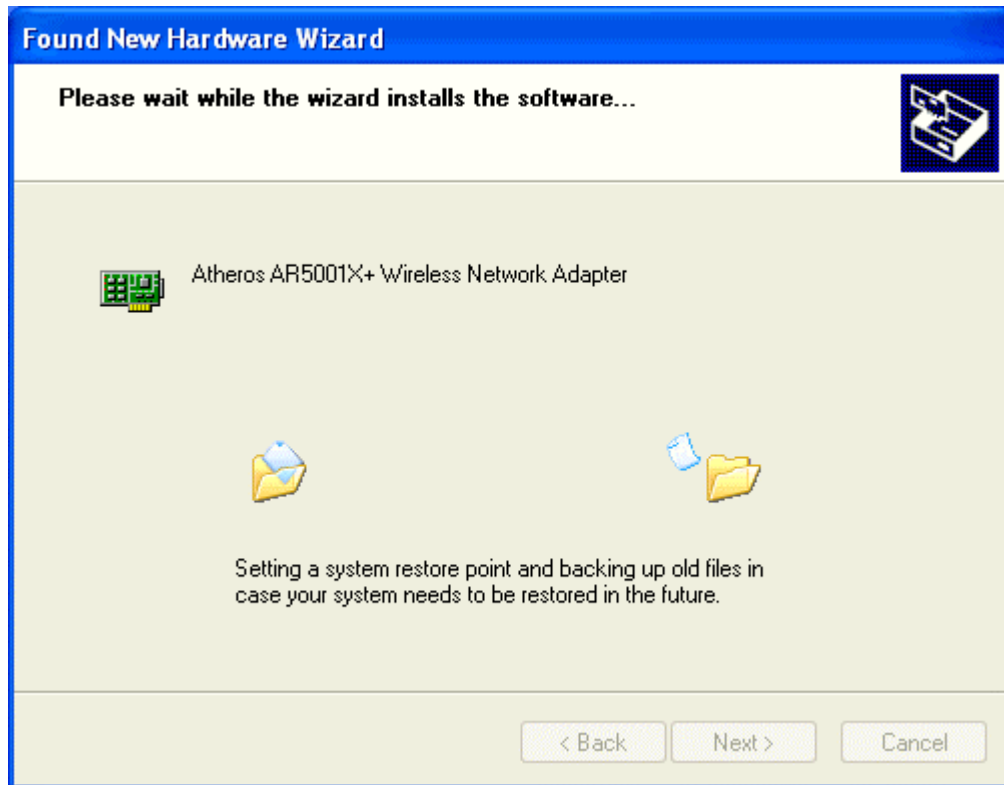 Found New Hardware Wizard
Please wait while the wizard installs the software...
Atheros AR5001X+ Wireless Network Adapter
Setting a system restore point and backing up old files in
case your system needs to be restored in the future.
< Back
Next >
Cancel